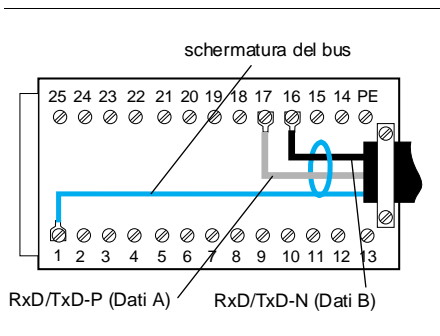 schermatura del bus
25 24 23 22 21 20 19 18 17 16 15 14 PE
1 2 3 4 5 6 7 8 9 10 11 12 13
RxD/TxD-P (Dati A) RxD/TxD-N (Dati B)